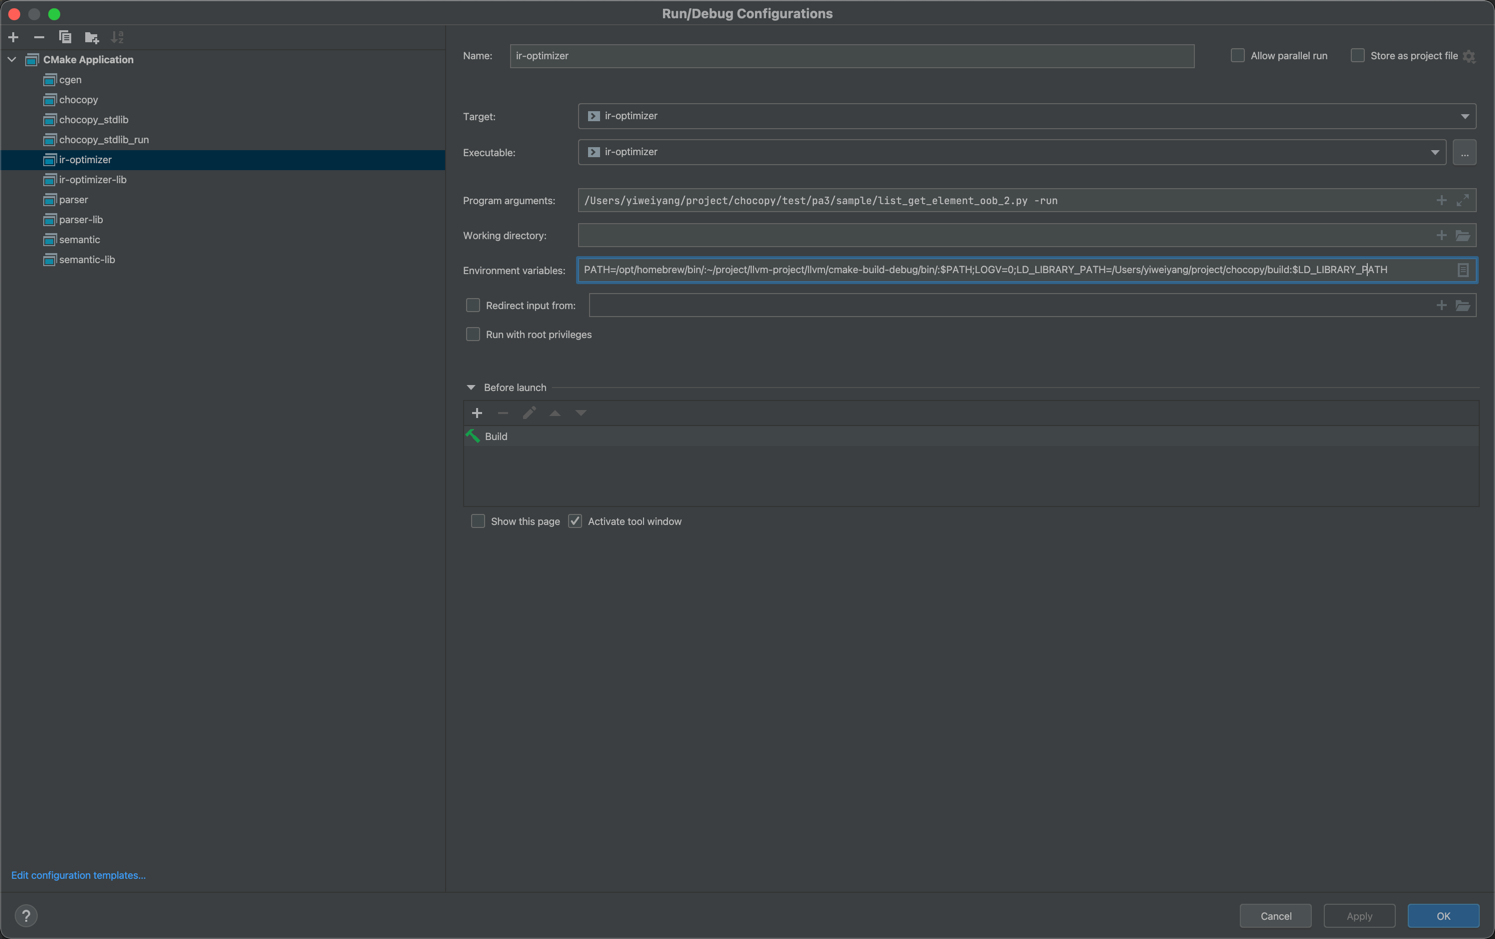 Run/Debug Configurations
CMake Application
cgen
chocopy
chocopy_stdlib
chocopy_stdlib_run
ir-optimizer
ir-optimizer-lib
parser
parser-lib
semantic
semantic-lib
Edit configuration templates...
Name: ir-optimizer Allow parallel run Store as project file
Target: ir-optimizer
Executable: ir-optimizer ...
Program arguments: /Users/yiweiyang/project/chocopy/test/pa3/sample/list_get_element_oob_2.py -run
Working directory:
Environment variables: PATH=/opt/homebrew/bin/:~/project/llvm-project/llvm/cmake-build-debug/bin/:$PATH;LOGV=0;LD_LIBRARY_PATH=/Users/yiweiyang/project/chocopy/build:$LD_LIBRARY_PATH
Redirect input from:
Run with root privileges
Before launch
Build
Show this page Activate tool window
? Cancel Apply OK